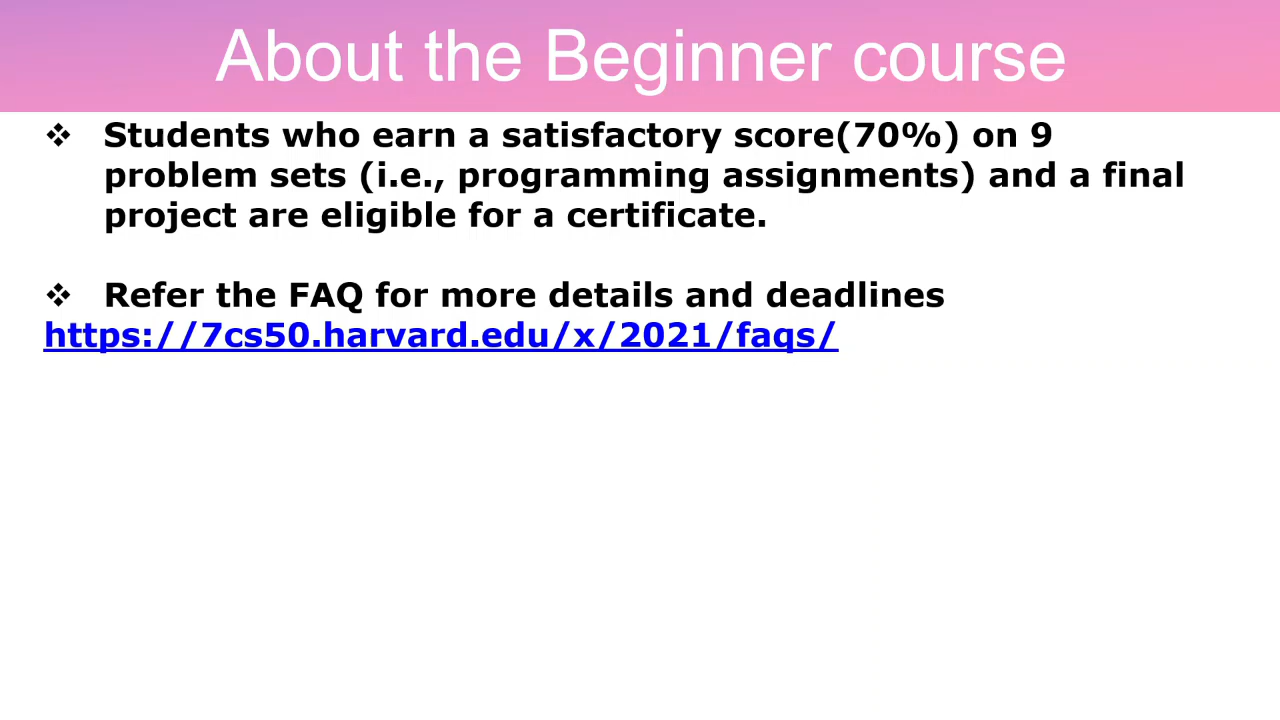 About the Beginner course
❖ Students who earn a satisfactory score(70%) on 9
problem sets (i.e., programming assignments) and a final
project are eligible for a certificate.
❖ Refer the FAQ for more details and deadlines
https://7cs50.harvard.edu/x/2021/faqs/